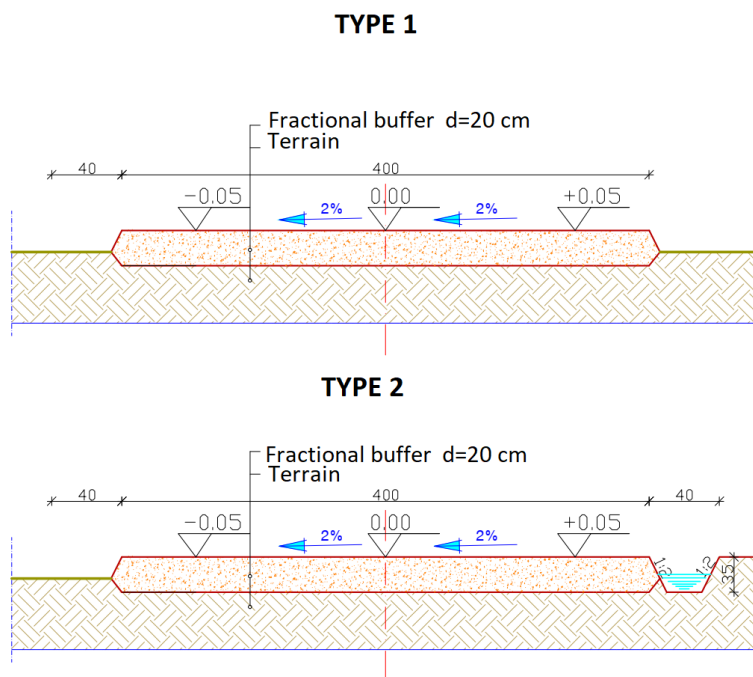 TYPE 1
Fractional buffer d=20 cm
Terrain
40 400
-0.05 0.00 +0.05
2% 2%
TYPE 2
Fractional buffer d=20 cm
Terrain
40 400 40
-0.05 0.00 +0.05
2% 2%
1:2 1:2 35